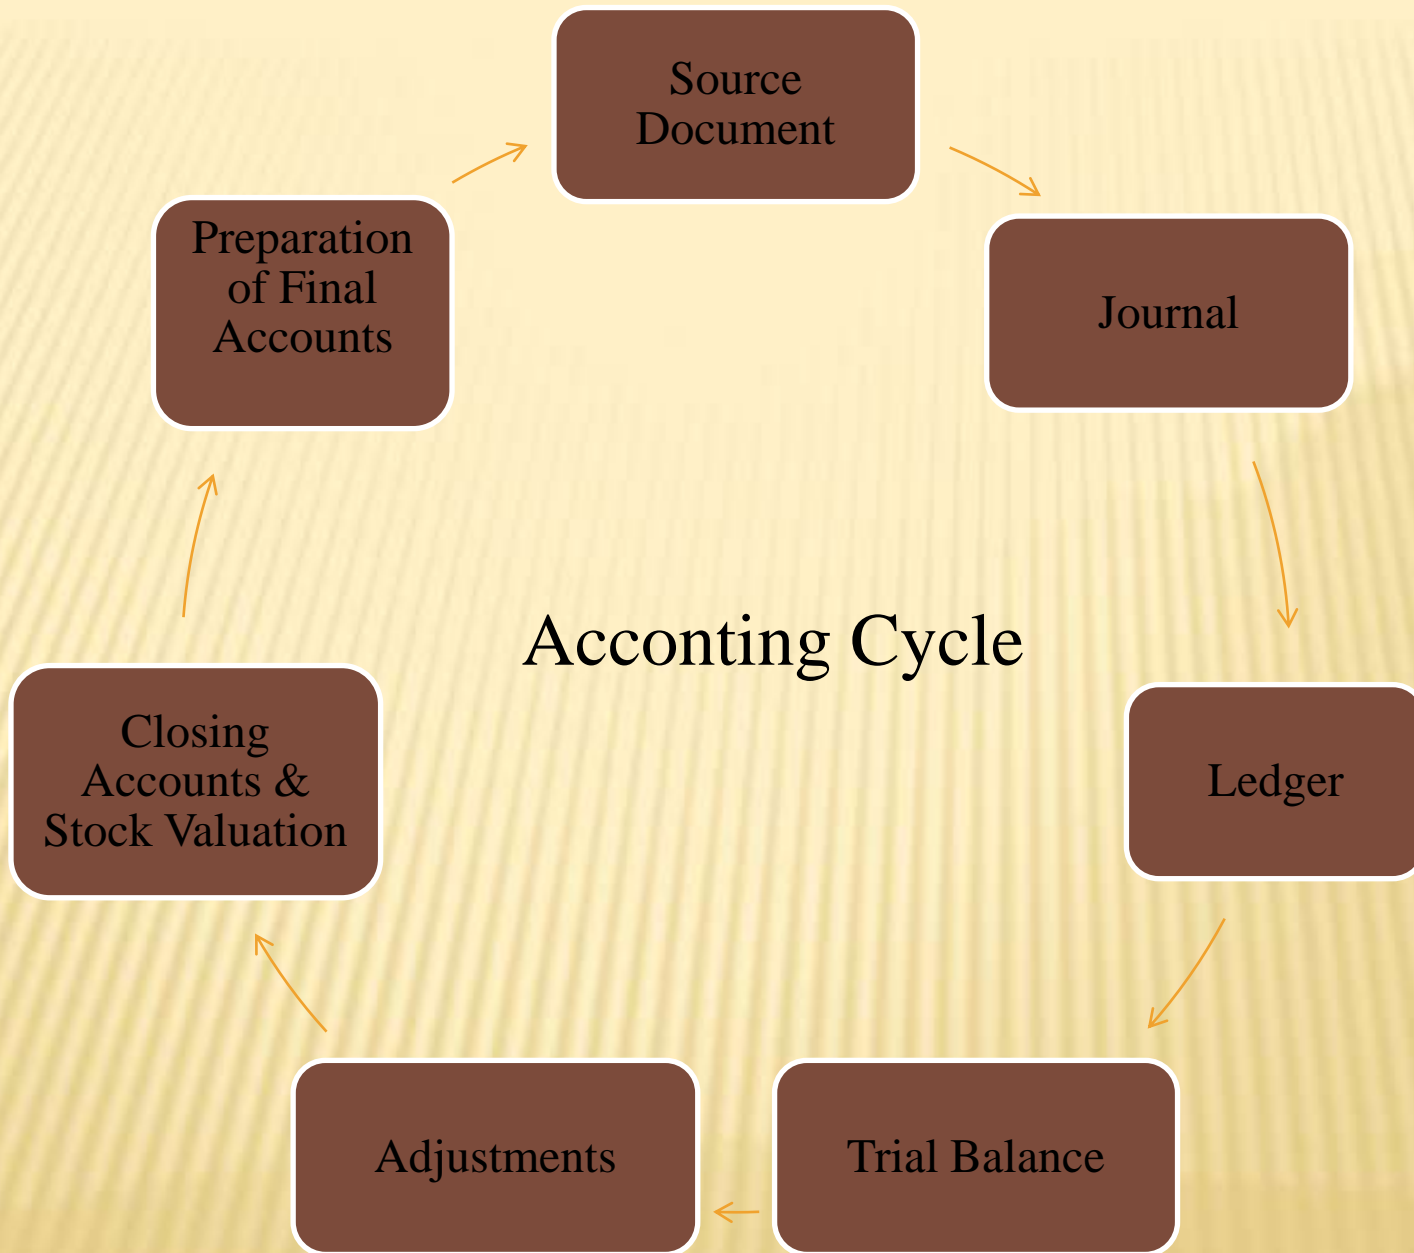 Source
Document
Journal
Ledger
Trial Balance
Adjustments
Closing
Accounts &
Stock Valuation
Preparation
of Final
Accounts
Acconting Cycle